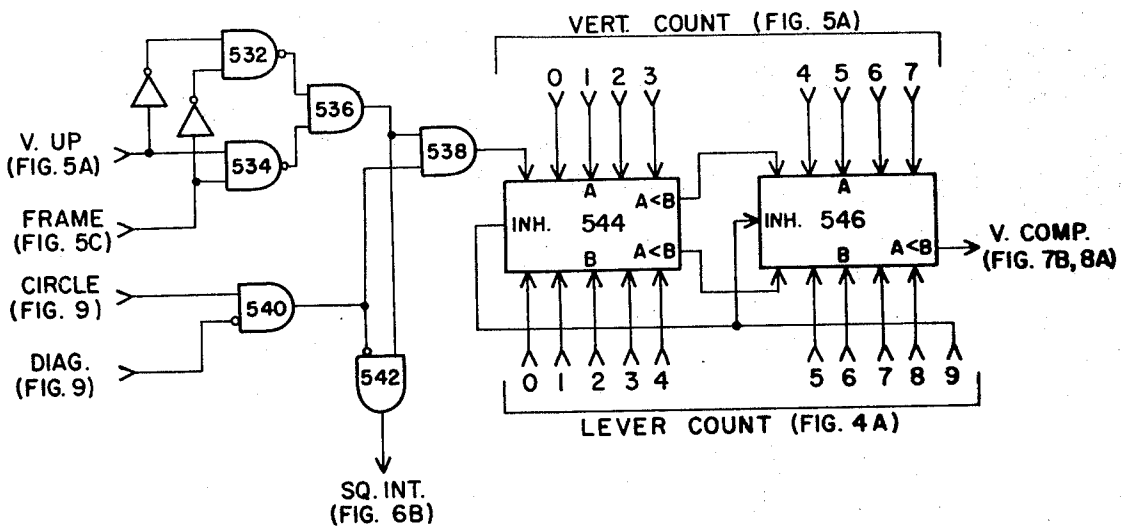 VERT. COUNT (FIG. 5A)
0 1 2 3 4 5 6 7
532
536
V. UP
(FIG. 5A)
534
538
FRAME
(FIG. 5C)
A A<B
INH. 544
B A<B
A
INH. 546
B A<B
V. COMP.
(FIG. 7B, 8A)
CIRCLE
(FIG. 9)
540
DIAG.
(FIG. 9)
542
0 1 2 3 4 5 6 7 8 9
LEVER COUNT (FIG. 4A)
SQ. INT.
(FIG. 6B)